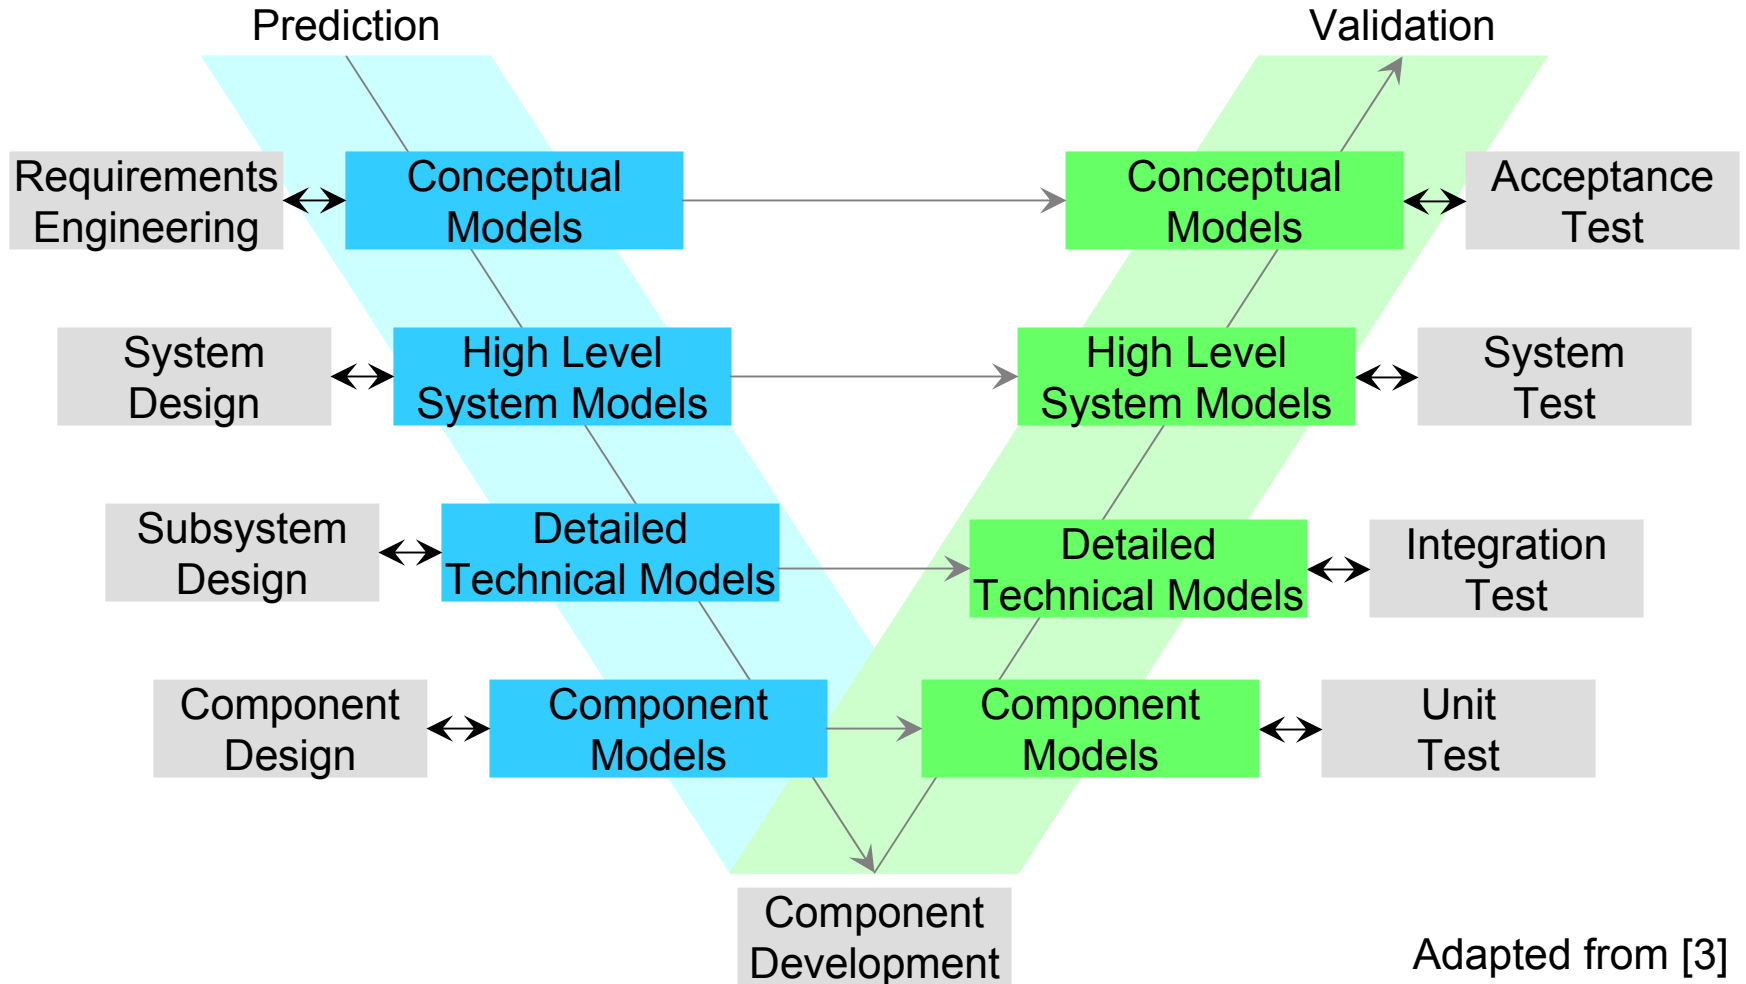 Prediction
Validation
Requirements
Engineering
Conceptual
Models
Conceptual
Models
Acceptance
Test
System
Design
High Level
System Models
High Level
System Models
System
Test
Subsystem
Design
Detailed
Technical Models
Detailed
Technical Models
Integration
Test
Component
Design
Component
Models
Component
Models
Unit
Test
Component
Development
Adapted from [3]